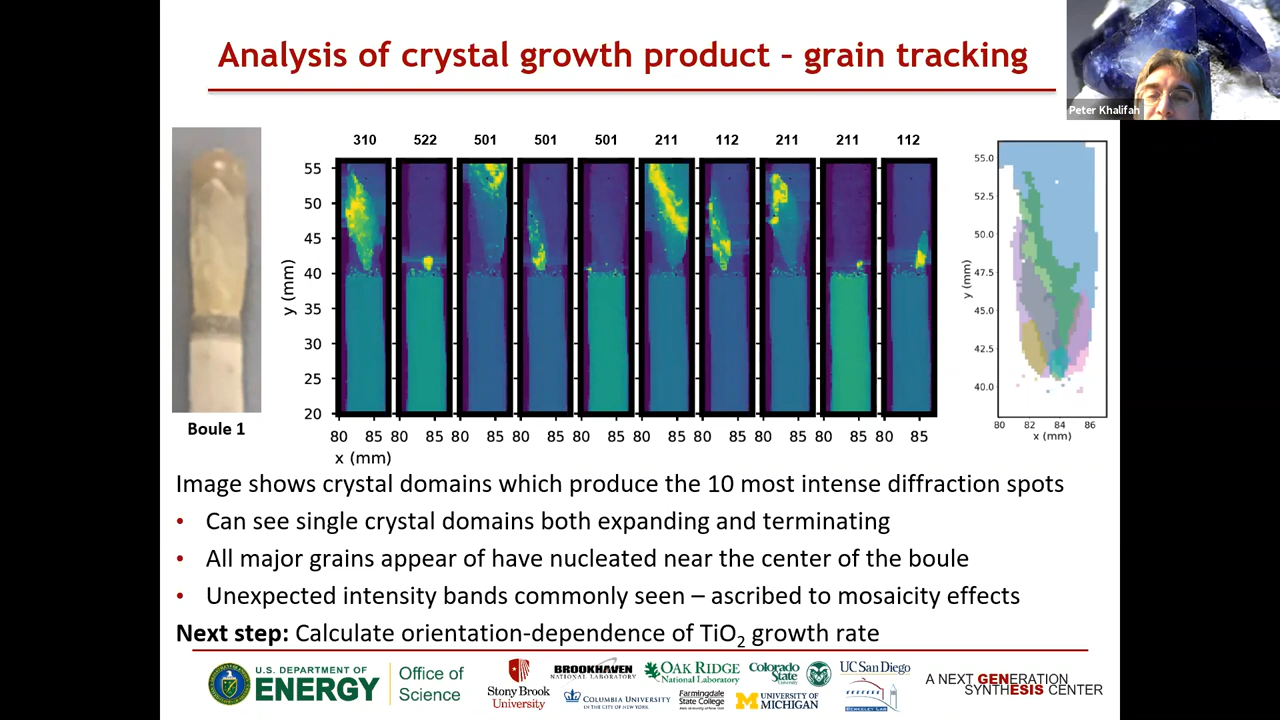 Analysis of crystal growth product – grain tracking
Peter Khalifah
310 522 501 501 501 211 112 211 211 112
55
50
45
40
35
30
25
20
y (mm)
80 85 80 85 80 85 80 85 80 85 80 85 80 85 80 85 80 85 80 85
x (mm)
55.0
52.5
50.0
47.5
45.0
42.5
40.0
y (mm)
80 82 84 86
x (mm)
Boule 1
Image shows crystal domains which produce the 10 most intense diffraction spots
• Can see single crystal domains both expanding and terminating
• All major grains appear of have nucleated near the center of the boule
• Unexpected intensity bands commonly seen – ascribed to mosaicity effects
Next step: Calculate orientation-dependence of TiO₂ growth rate
U.S. DEPARTMENT OF
ENERGY
Office of
Science
Stony Brook
University
BROOKHAVEN
NATIONAL LABORATORY
COLUMBIA UNIVERSITY
IN THE CITY OF NEW YORK
OAK RIDGE
National Laboratory
Farmingdale
State College
Colorado
State
University
UNIVERSITY OF
MICHIGAN
UC San Diego
BERKELEY LAB
A NEXT GENERATION
SYNTHESIS CENTER